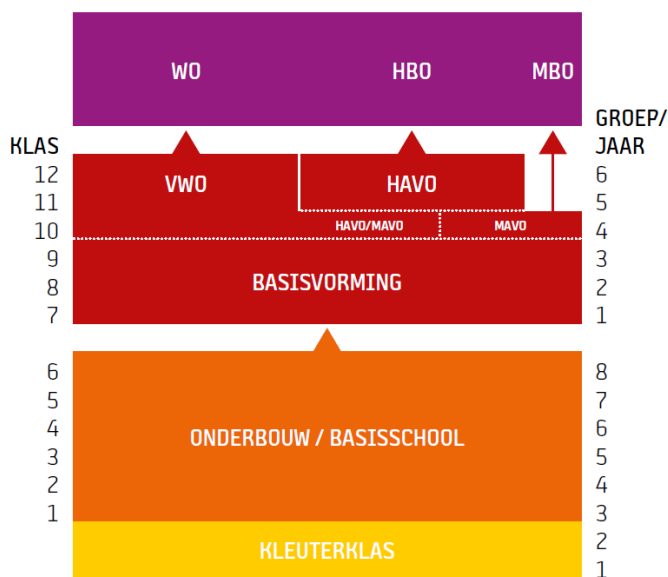 WO HBO MBO
GROEP/
KLAS JAAR
12 VWO HAVO 6
11 5
10 HAVO/MAVO MAVO 4
9 3
8 BASISVORMING 2
7 1
6 8
5 7
4 ONDERBOUW / BASISSCHOOL 6
3 5
2 4
1 3
KLEUTERKLAS 2
1